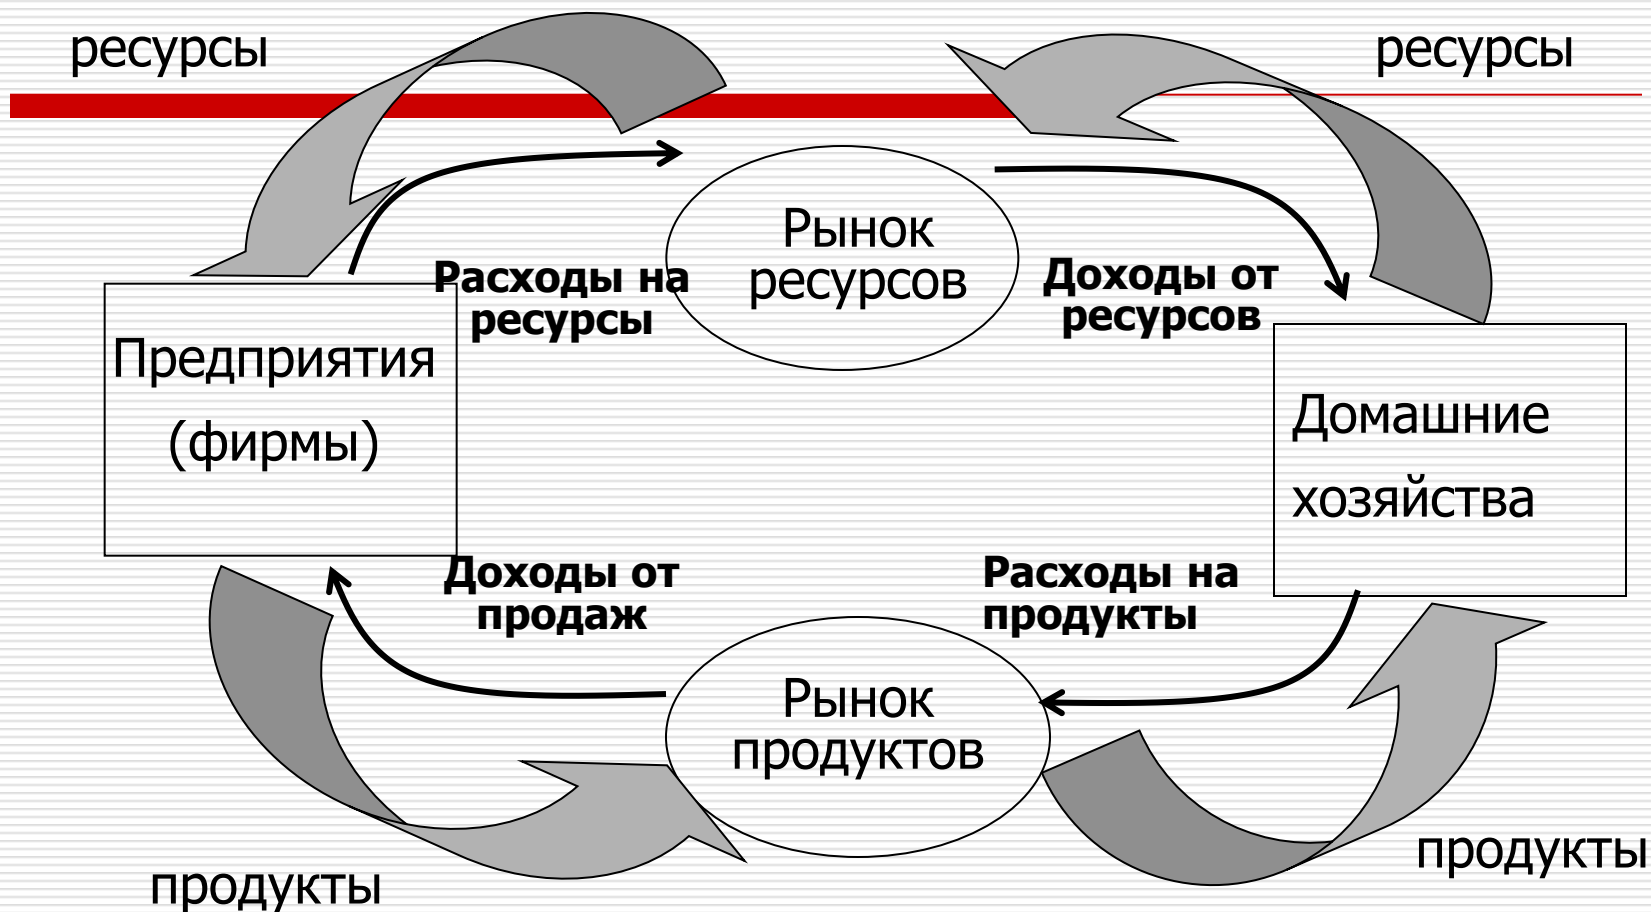 ресурсы
ресурсы
Рынок
ресурсов
Расходы на
ресурсы
Доходы от
ресурсов
Предприятия
(фирмы)
Домашние
хозяйства
Доходы от
продаж
Расходы на
продукты
Рынок
продуктов
продукты
продукты